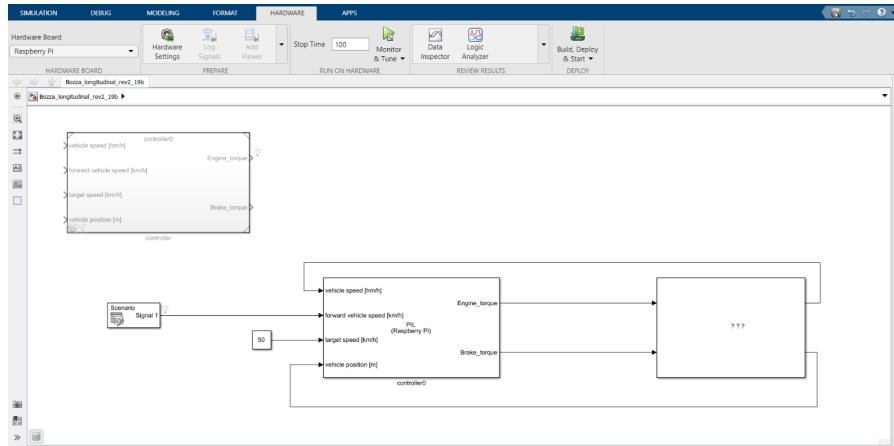 SIMULATION DEBUG MODELING FORMAT HARDWARE APPS
Hardware Board
Raspberry Pi
Hardware Settings
Log Signals
Add Viewer
Stop Time 100
Monitor & Tune
Data Inspector
Logic Analyzer
Build, Deploy & Start
HARDWARE BOARD PREPARE RUN ON HARDWARE REVIEW RESULTS DEPLOY
Bozza_longitudinal_rev2_19b
Bozza_longitudinal_rev2_19b
controller0
vehicle speed [hm/h]
Engine_torque
forward vehicle speed [km/h]
target speed [km/h]
Brake_torque
vehicle position [m]
controller
vehicle speed [hm/h]
Engine_torque
Scenario
Signal 1
forward vehicle speed [km/h]
PIL
(Raspberry Pi)
? ? ?
50
target speed [km/h]
Brake_torque
vehicle position [m]
controller0